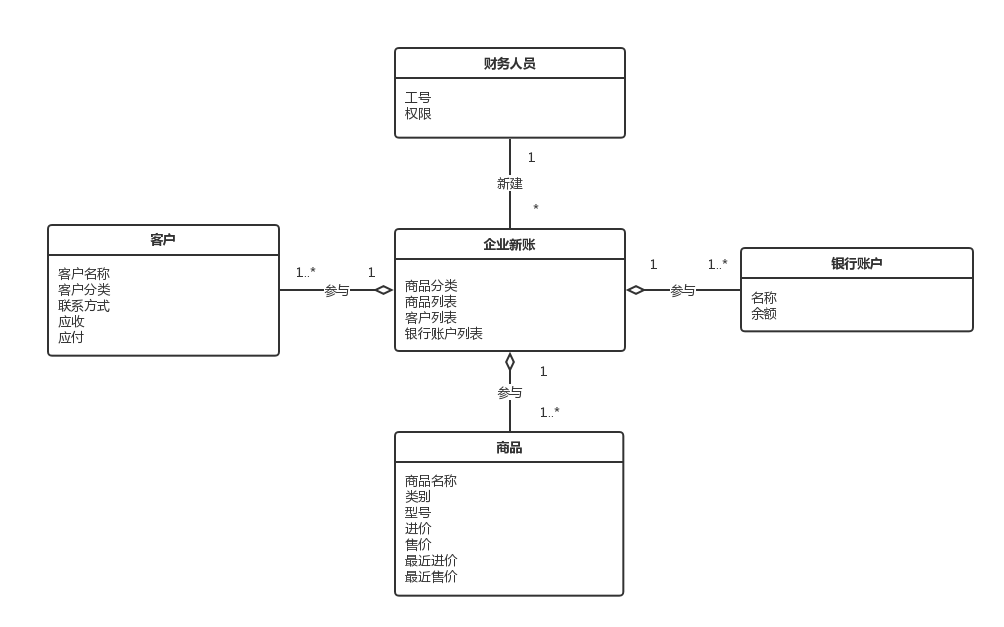 财务人员
工号
权限
1
新建
*
客户
客户名称
客户分类
联系方式
应收
应付
1..*
参与
1
企业新账
商品分类
商品列表
客户列表
银行账户列表
1
参与
1..*
银行账户
名称
余额
1
参与
1..*
商品
商品名称
类别
型号
进价
售价
最近进价
最近售价